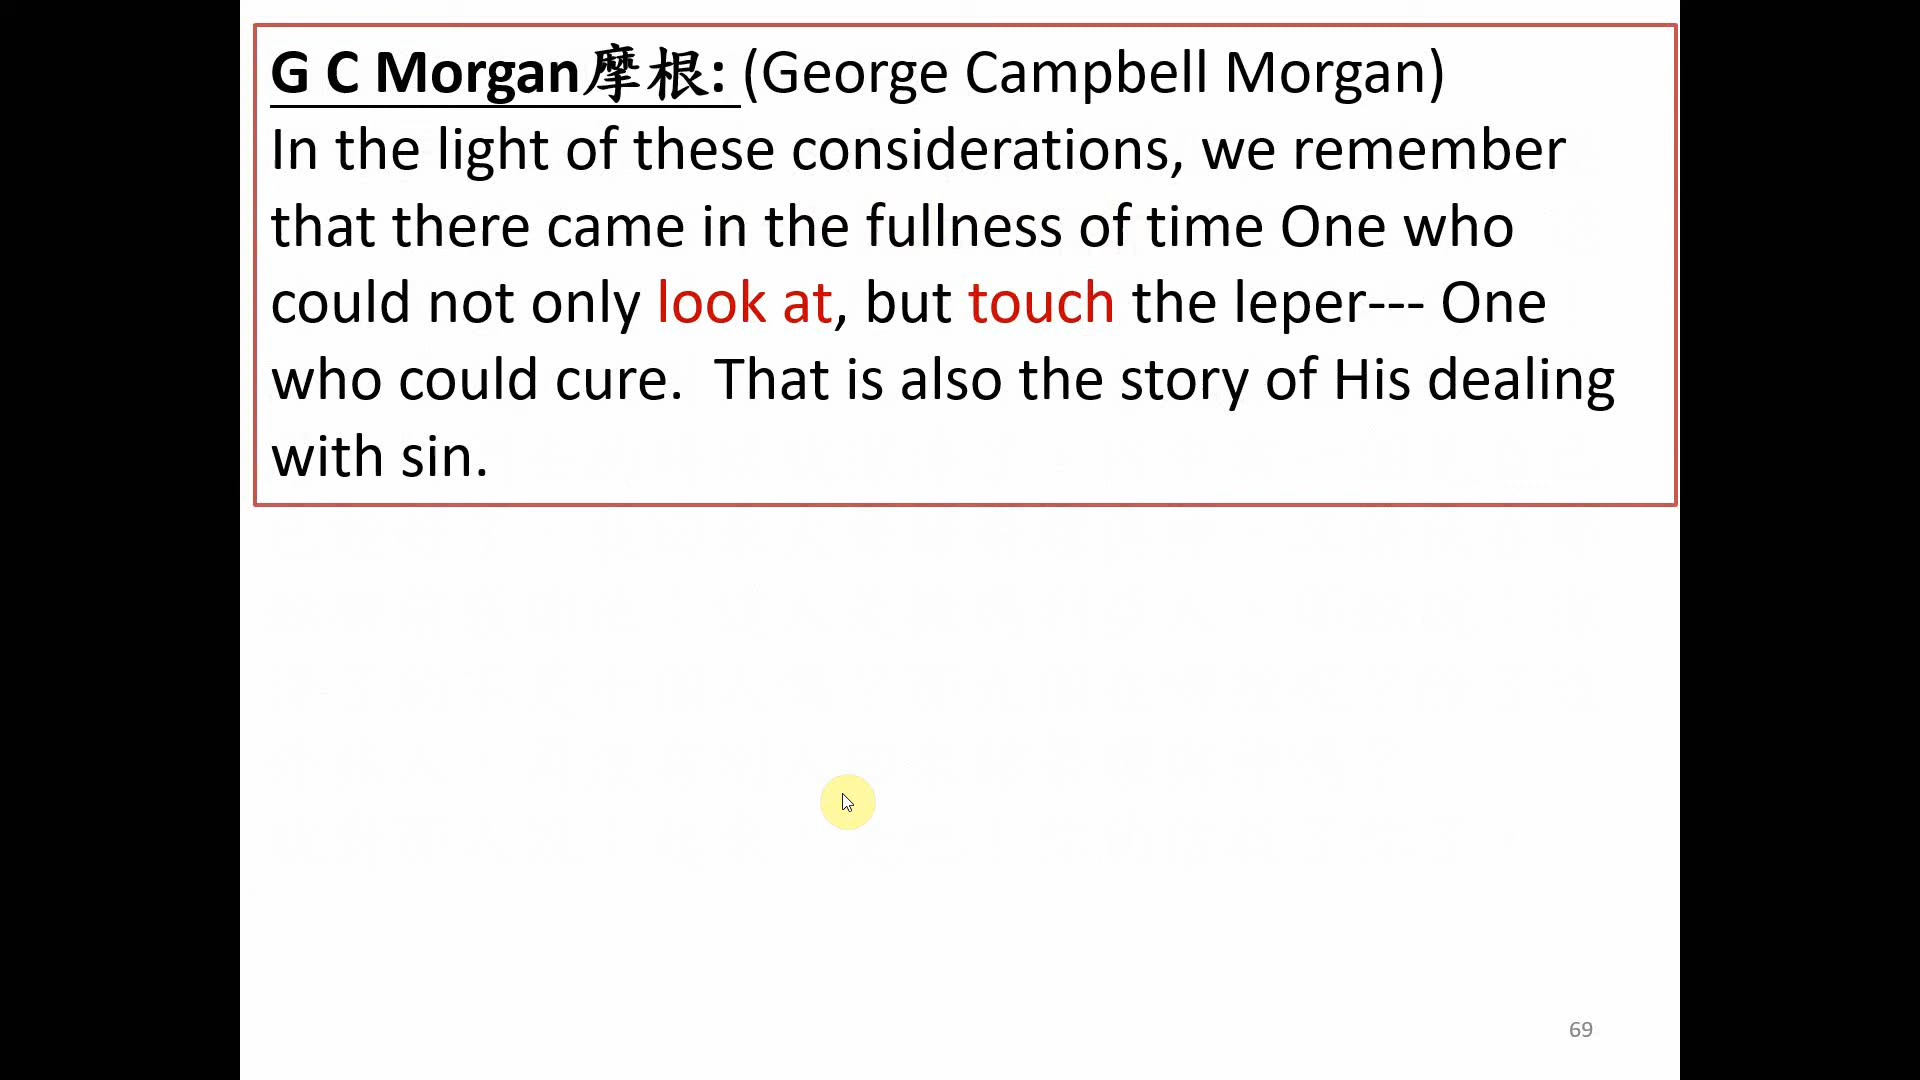 G C Morgan摩根: (George Campbell Morgan)
In the light of these considerations, we remember
that there came in the fullness of time One who
could not only look at, but touch the leper--- One
who could cure.  That is also the story of His dealing
with sin.
69